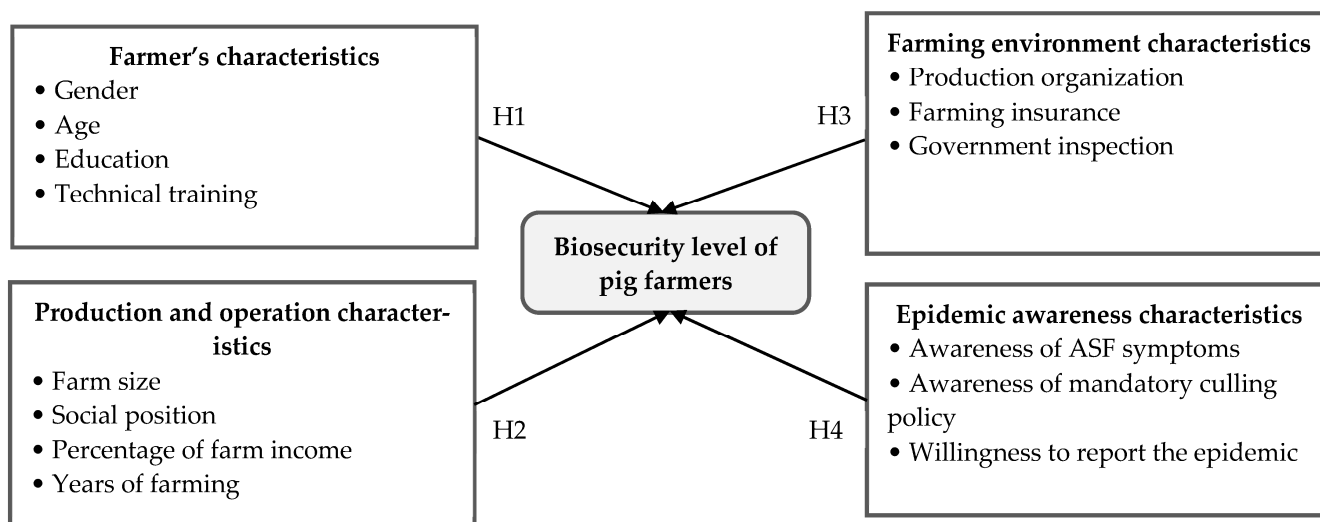 Farmer's characteristics
• Gender
• Age
• Education
• Technical training
H1
H3
Farming environment characteristics
• Production organization
• Farming insurance
• Government inspection
Biosecurity level of
pig farmers
Production and operation character-
istics
• Farm size
• Social position
• Percentage of farm income
• Years of farming
H2
H4
Epidemic awareness characteristics
• Awareness of ASF symptoms
• Awareness of mandatory culling
policy
• Willingness to report the epidemic